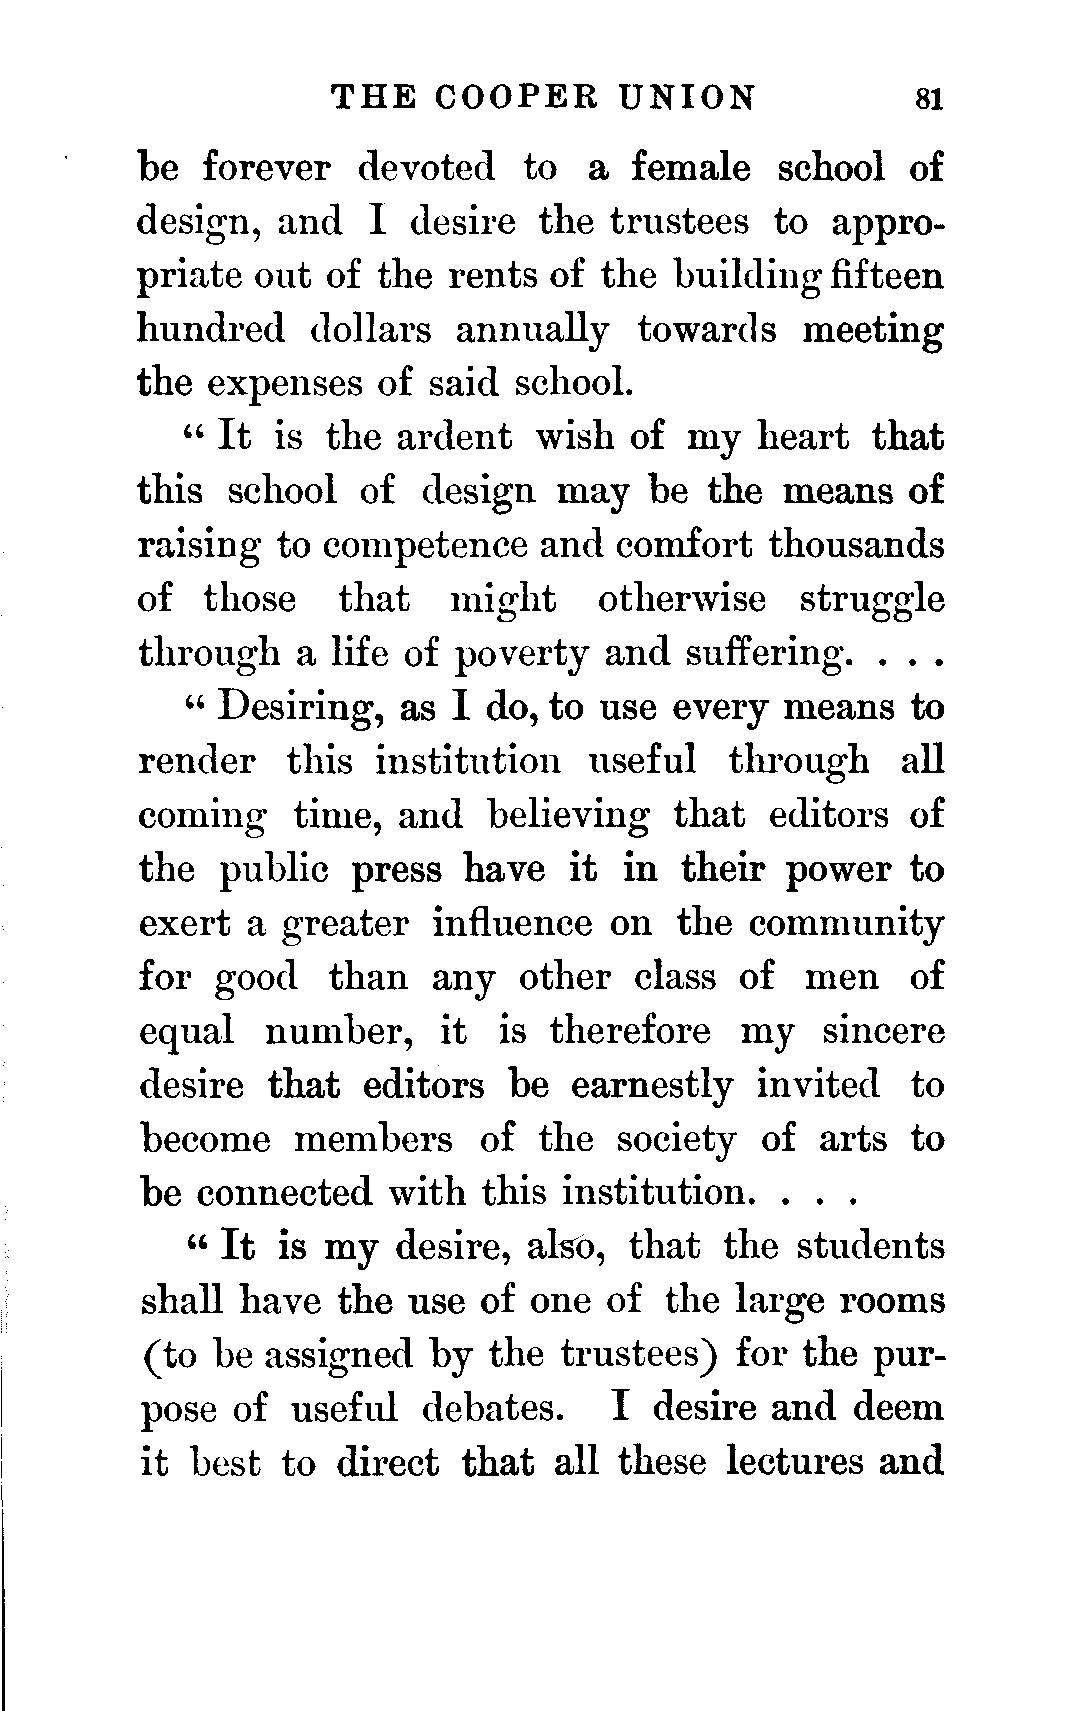 THE COOPER UNION 81
be forever devoted to a female school of
design, and I desire the trustees to appro-
priate out of the rents of the building fifteen
hundred dollars annually towards meeting
the expenses of said school.
“ It is the ardent wish of my heart that
this school of design may be the means of
raising to competence and comfort thousands
of those that might otherwise struggle
through a life of poverty and suffering. . . .
“ Desiring, as I do, to use every means to
render this institution useful through all
coming time, and believing that editors of
the public press have it in their power to
exert a greater influence on the community
for good than any other class of men of
equal number, it is therefore my sincere
desire that editors be earnestly invited to
become members of the society of arts to
be connected with this institution. . . .
“ It is my desire, also, that the students
shall have the use of one of the large rooms
(to be assigned by the trustees) for the pur-
pose of useful debates. I desire and deem
it best to direct that all these lectures and